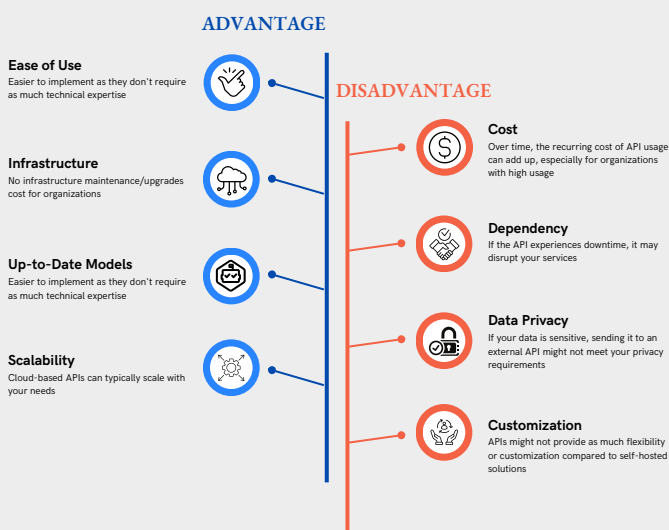 ADVANTAGE
Ease of Use
Easier to implement as they don't require
as much technical expertise
Infrastructure
No infrastructure maintenance/upgrades
cost for organizations
Up-to-Date Models
Easier to implement as they don't require
as much technical expertise
Scalability
Cloud-based APIs can typically scale with
your needs
DISADVANTAGE
Cost
Over time, the recurring cost of API usage
can add up, especially for organizations
with high usage
Dependency
If the API experiences downtime, it may
disrupt your services
Data Privacy
If your data is sensitive, sending it to an
external API might not meet your privacy
requirements
Customization
APIs might not provide as much flexibility
or customization compared to self-hosted
solutions